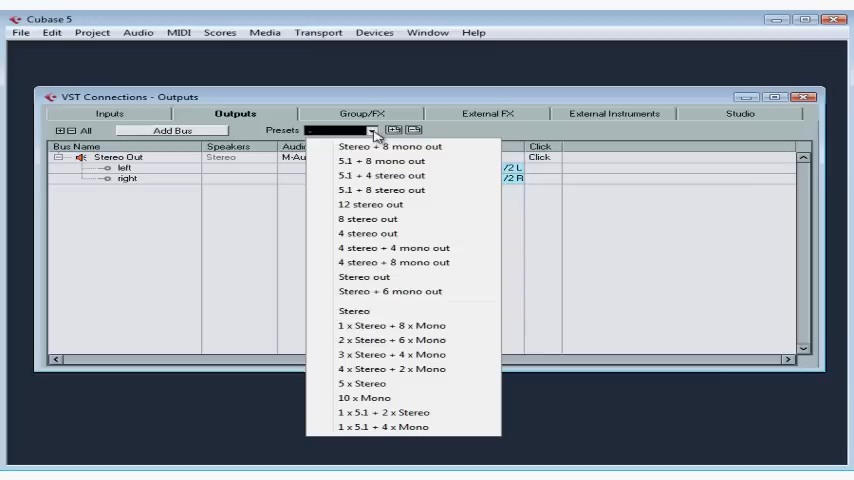 Cubase 5
File Edit Project Audio MIDI Scores Media Transport Devices Window Help
VST Connections - Outputs
Inputs Outputs Group/FX External FX External Instruments Studio
All Add Bus Presets -
Bus Name Speakers Audi Click
Stereo Out Stereo M-Au Click
left /2 L
right /2 R
Stereo + 8 mono out
5.1 + 8 mono out
5.1 + 4 stereo out
5.1 + 8 stereo out
12 stereo out
8 stereo out
4 stereo out
4 stereo + 4 mono out
4 stereo + 8 mono out
Stereo out
Stereo + 6 mono out
Stereo
1 x Stereo + 8 x Mono
2 x Stereo + 6 x Mono
3 x Stereo + 4 x Mono
4 x Stereo + 2 x Mono
5 x Stereo
10 x Mono
1 x 5.1 + 2 x Stereo
1 x 5.1 + 4 x Mono